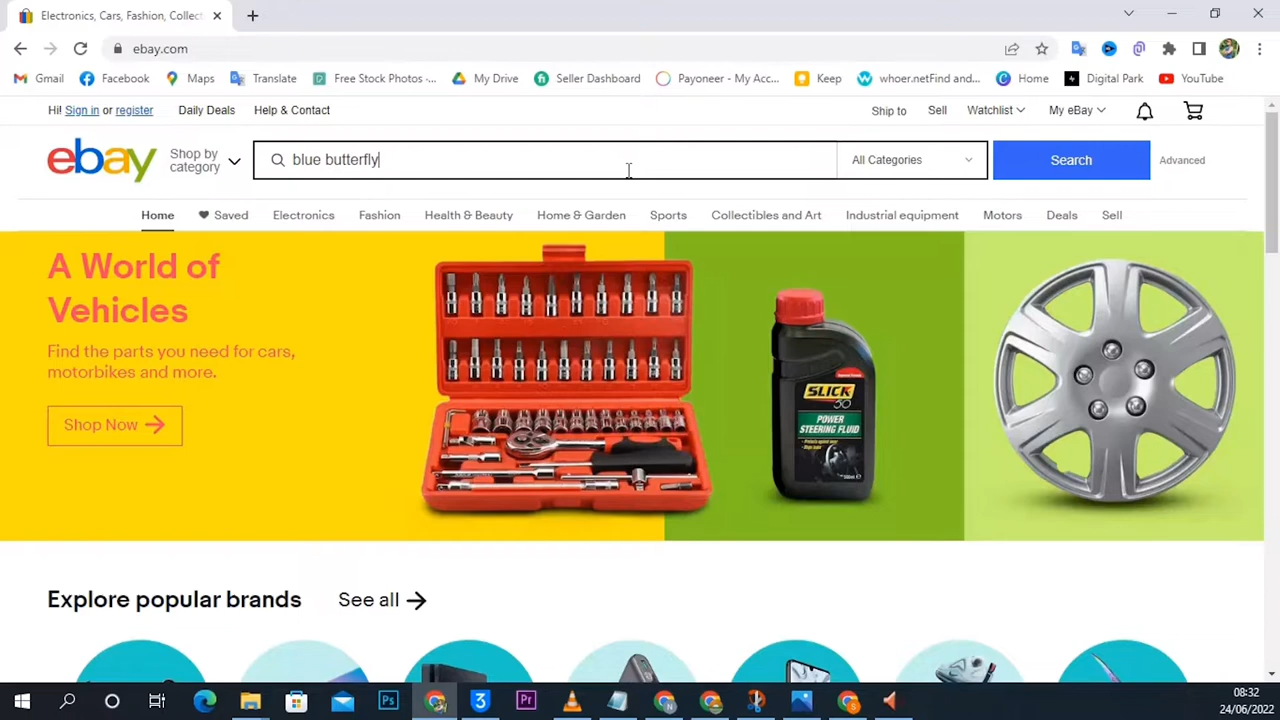 Electronics, Cars, Fashion, Collect
ebay.com
Gmail
Facebook
Maps
Translate
Free Stock Photos -...
My Drive
Seller Dashboard
Payoneer - My Acc...
Keep
whoer.netFind and...
Home
Digital Park
YouTube
Hi! Sign in or register
Daily Deals
Help & Contact
Ship to
Sell
Watchlist
My eBay
ebay
Shop by
category
blue butterfly
All Categories
Search
Advanced
Home
Saved
Electronics
Fashion
Health & Beauty
Home & Garden
Sports
Collectibles and Art
Industrial equipment
Motors
Deals
Sell
A World of
Vehicles
Find the parts you need for cars,
motorbikes and more.
Shop Now
SLICK
50
POWER
STEERING FLUID
Explore popular brands
See all
Ps
3
Pr
N
S
08:32
24/06/2022